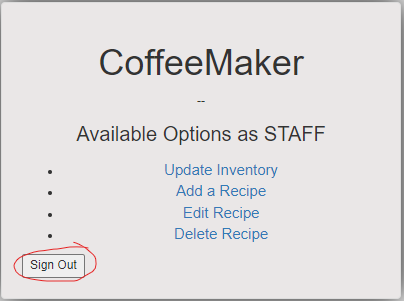 CoffeeMaker
--
Available Options as STAFF
Update Inventory
Add a Recipe
Edit Recipe
Delete Recipe
Sign Out